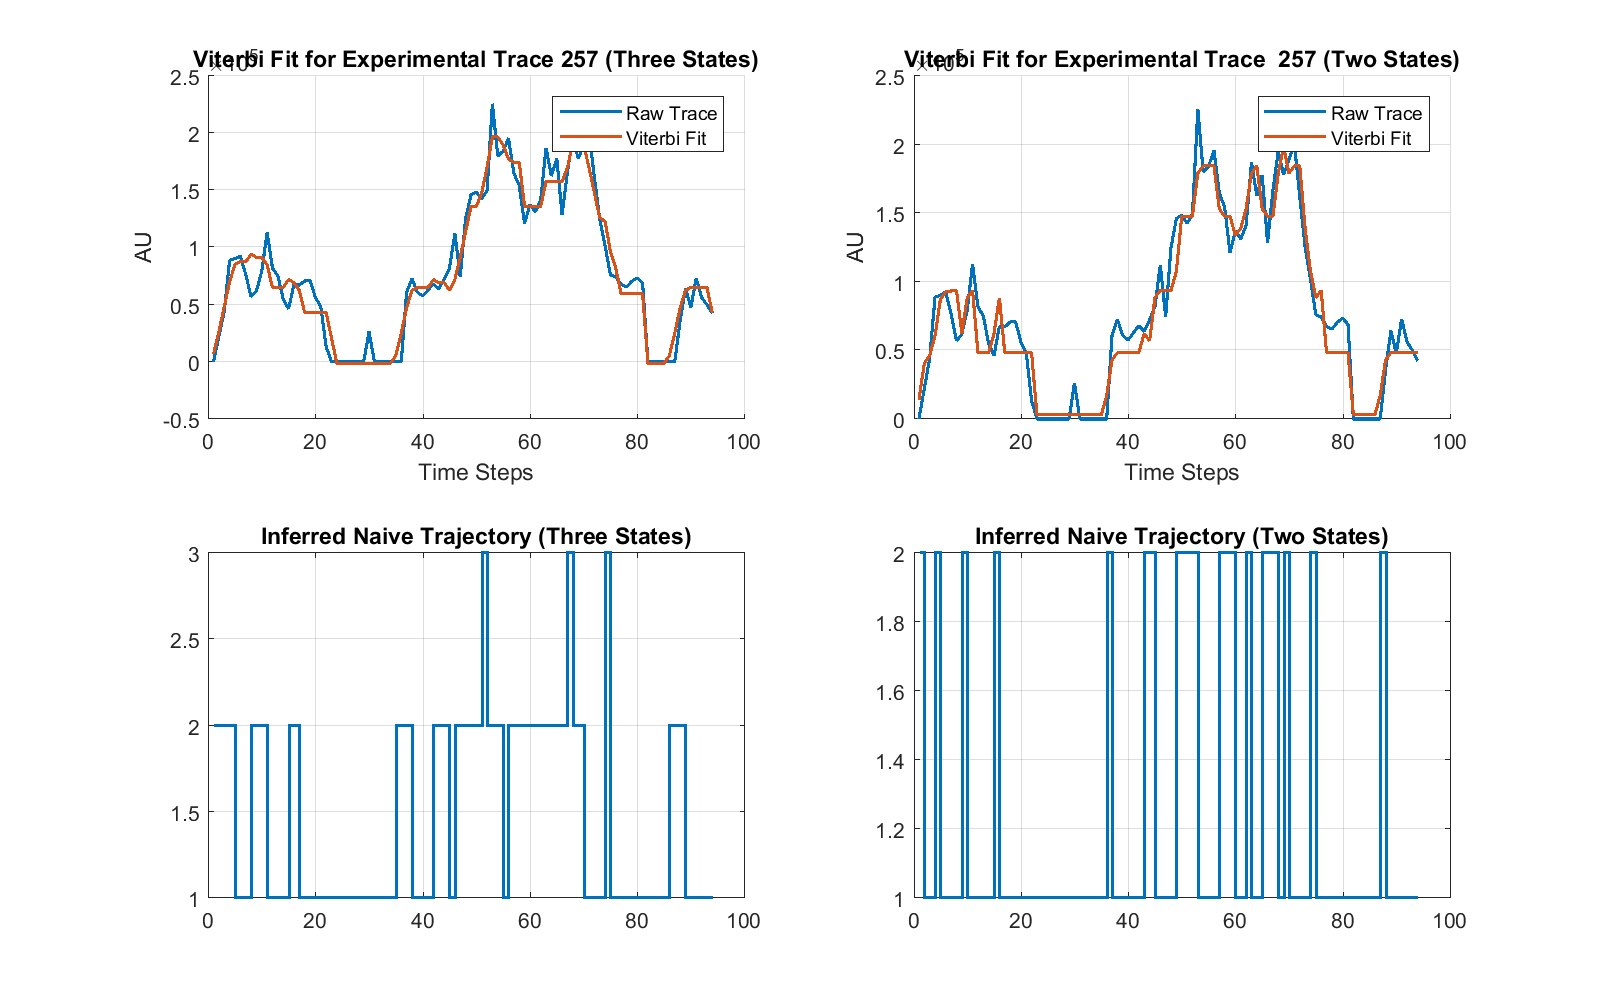 Viterbi Fit for Experimental Trace 257 (Three States)
2.5
2
1.5
1
0.5
0
-0.5
AU
Raw Trace
Viterbi Fit
0 20 40 60 80 100
Time Steps
Viterbi Fit for Experimental Trace 257 (Two States)
2.5
2
1.5
1
0.5
0
AU
Raw Trace
Viterbi Fit
0 20 40 60 80 100
Time Steps
Inferred Naive Trajectory (Three States)
3
2.5
2
1.5
1
0 20 40 60 80 100
Inferred Naive Trajectory (Two States)
2
1.8
1.6
1.4
1.2
1
0 20 40 60 80 100